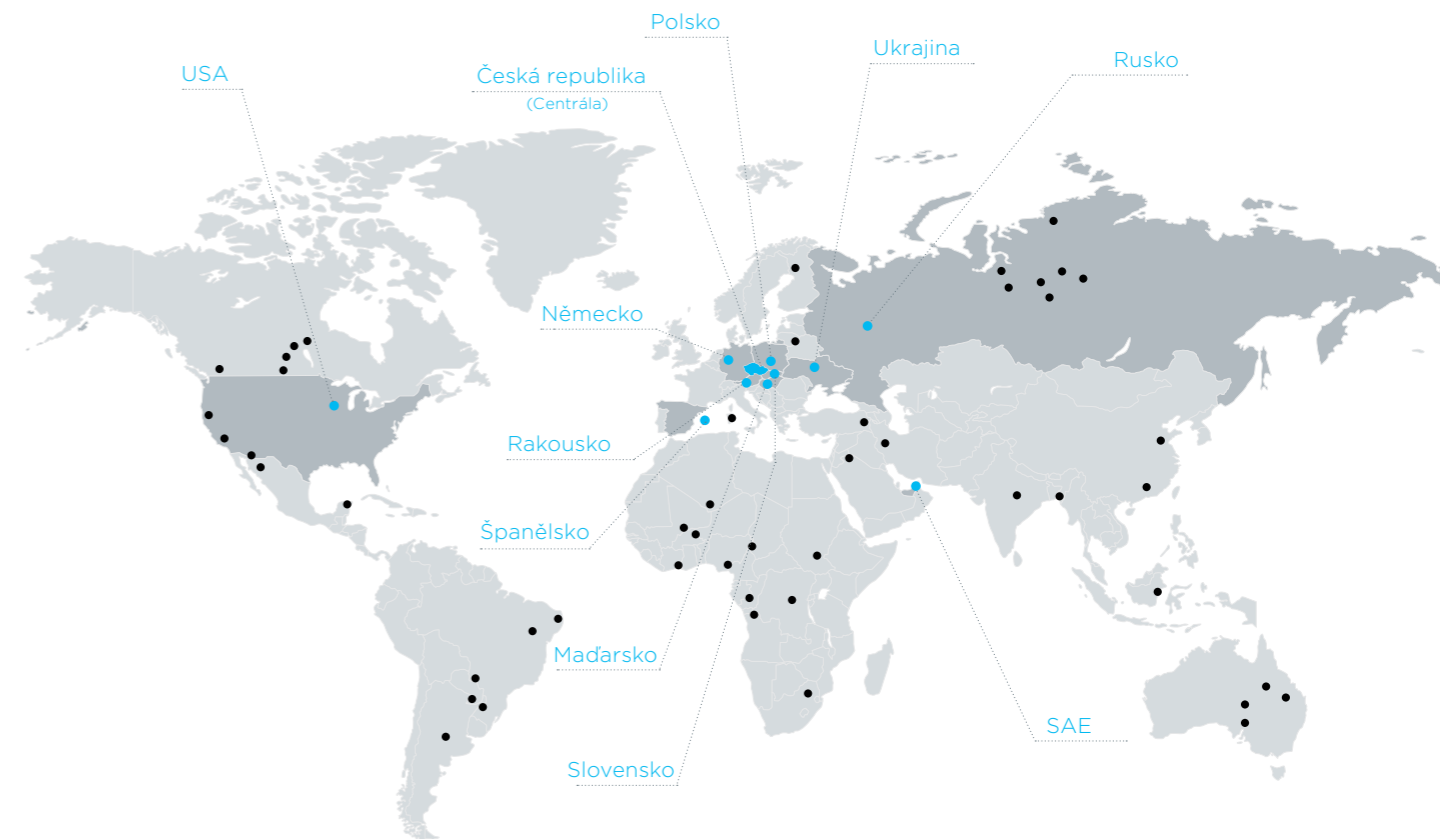 Polsko
Ukrajina
Rusko
USA
Česká republika
(Centrála)
Německo
Rakousko
Španělsko
Maďarsko
SAE
Slovensko